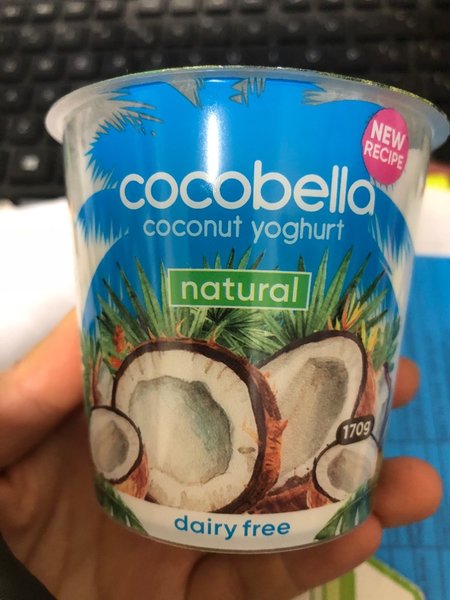 NEW
RECIPE
cocobella
coconut yoghurt
natural
170g
dairy free